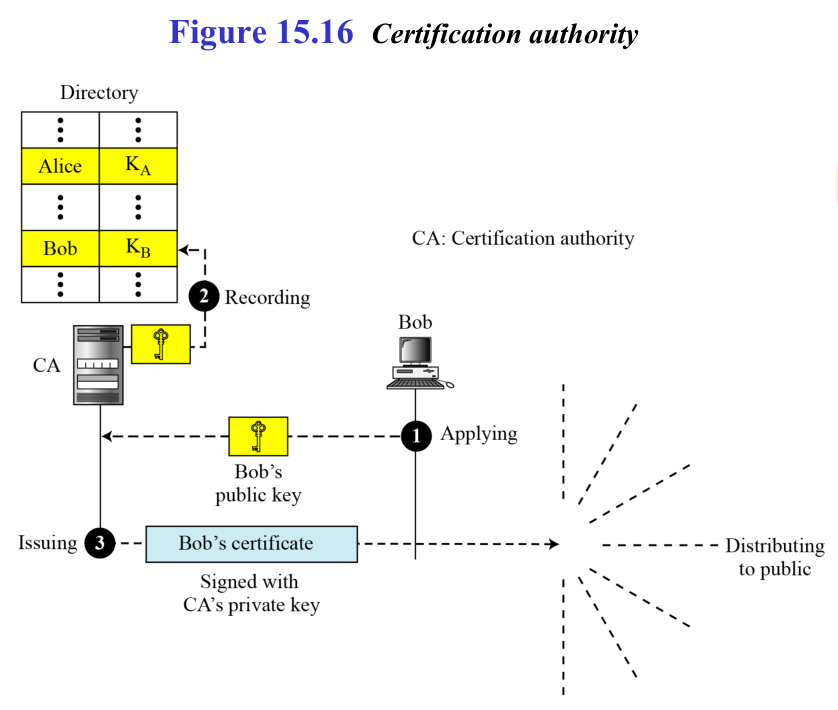 Figure 15.16 Certification authority
Directory
Alice K_A
Bob K_B
CA: Certification authority
2 Recording
Bob
CA
1 Applying
Bob's
public key
Issuing 3 Bob's certificate
Signed with
CA's private key
Distributing
to public